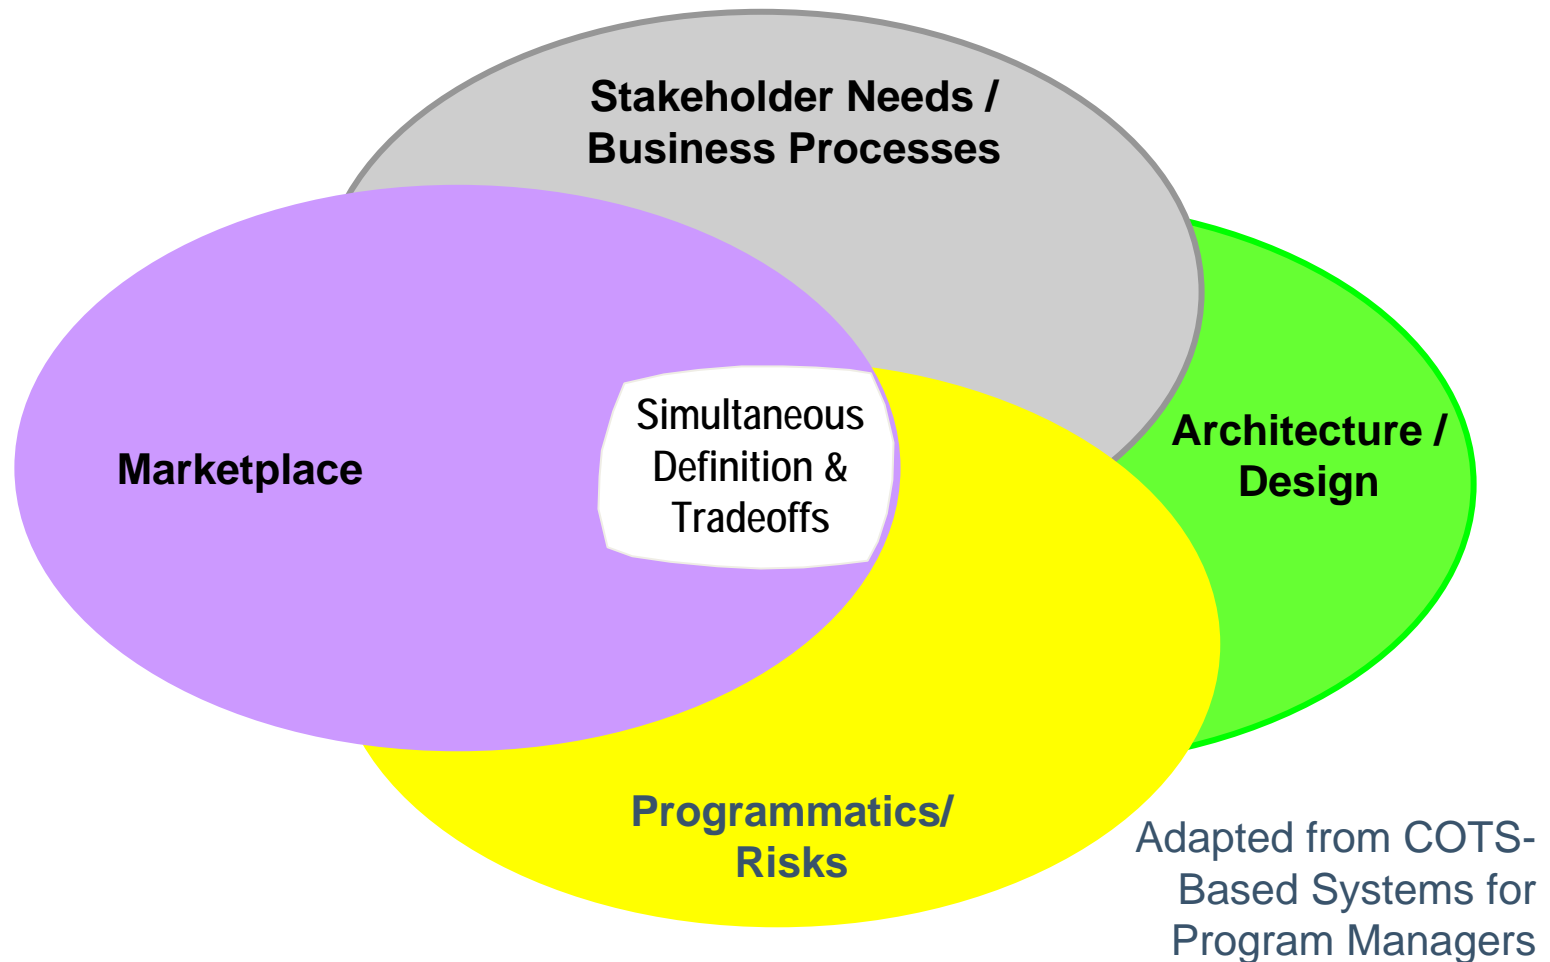 Stakeholder Needs /
Business Processes
Marketplace
Simultaneous
Definition &
Tradeoffs
Architecture /
Design
Programmatics/
Risks
Adapted from COTS-
Based Systems for
Program Managers